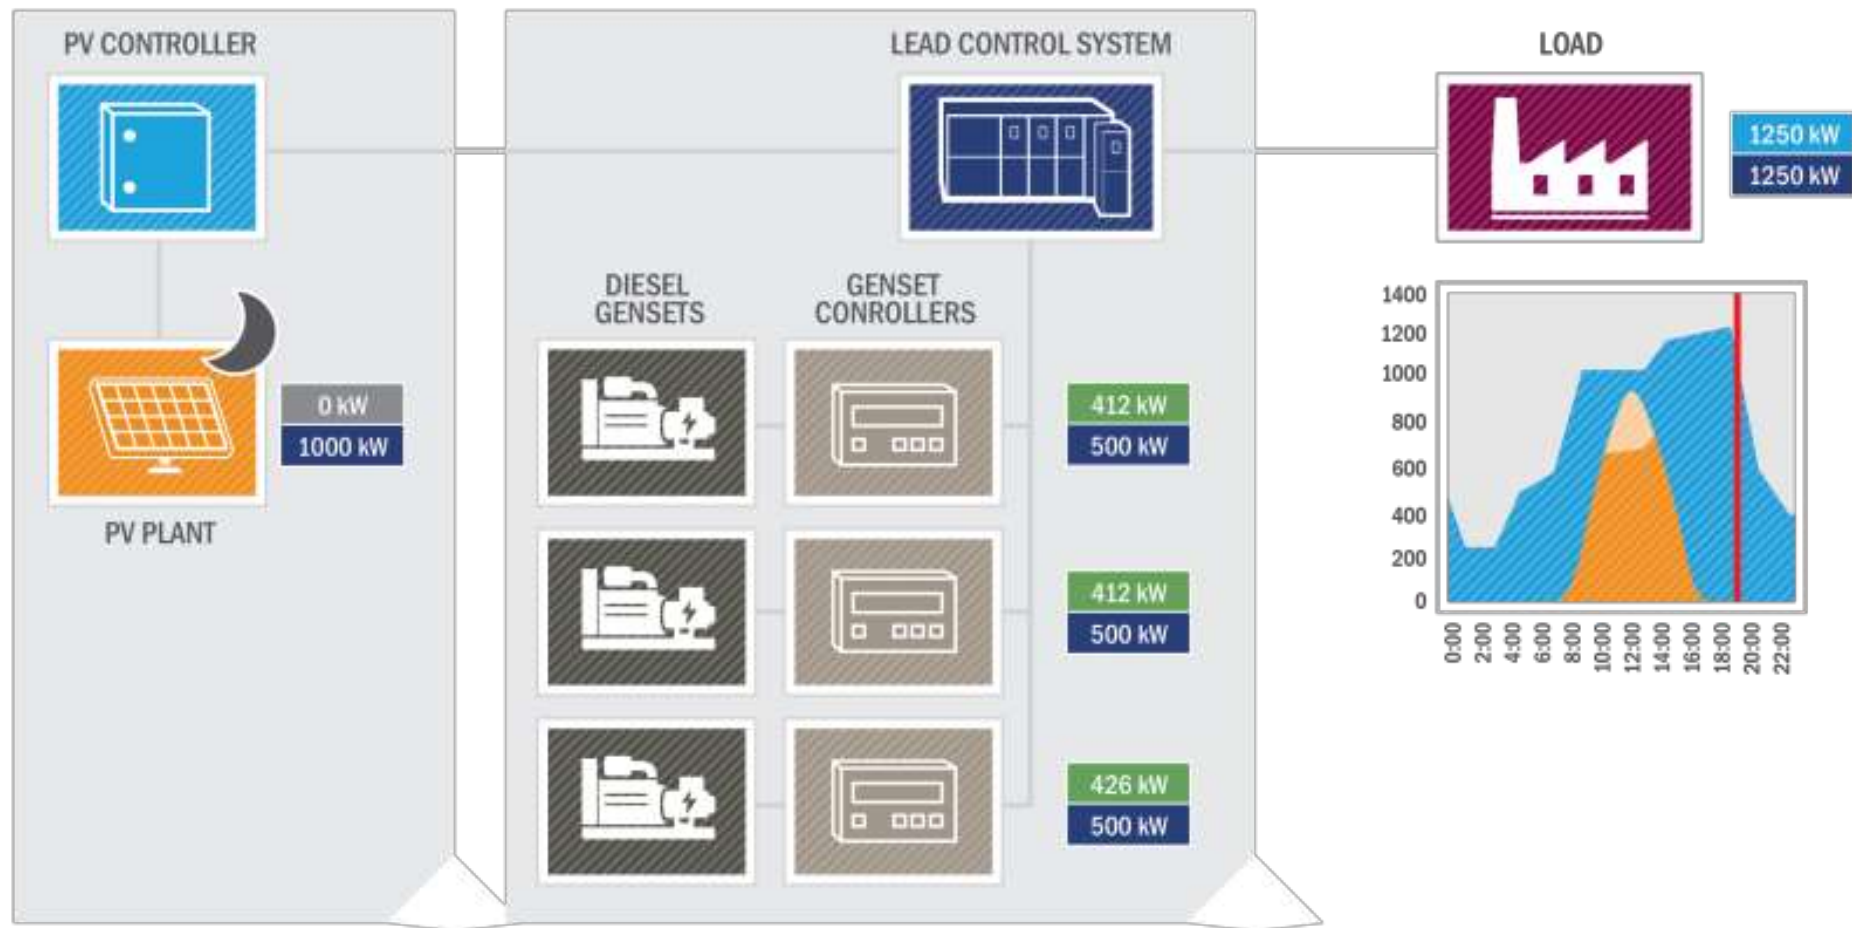 PV CONTROLLER
LEAD CONTROL SYSTEM
LOAD
1250 kW
1250 kW
DIESEL
GENSETS
GENSET
CONROLLERS
0 kW
1000 kW
PV PLANT
412 kW
500 kW
412 kW
500 kW
426 kW
500 kW
1400
1200
1000
800
600
400
200
0
0:00
2:00
4:00
6:00
8:00
10:00
12:00
14:00
16:00
18:00
20:00
22:00